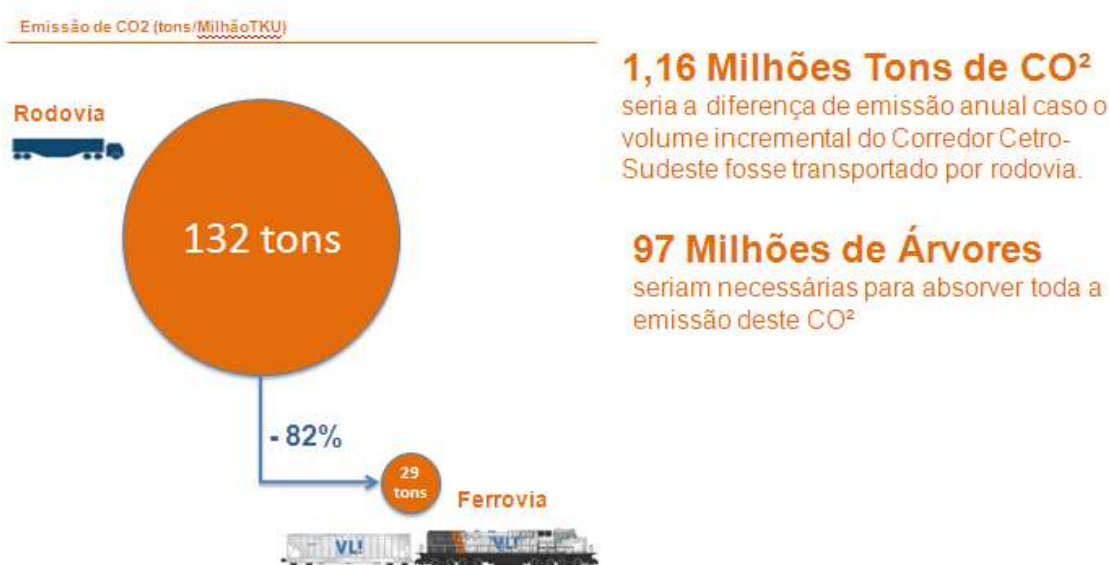 Emissão de CO2 (tons/MilhãoTKU)
Rodovia
132 tons
- 82%
29
tons
Ferrovia
VL!
VL!
1,16 Milhões Tons de CO²
seria a diferença de emissão anual caso o
volume incremental do Corredor Cetro-
Sudeste fosse transportado por rodovia.
97 Milhões de Árvores
seriam necessárias para absorver toda a
emissão deste CO²